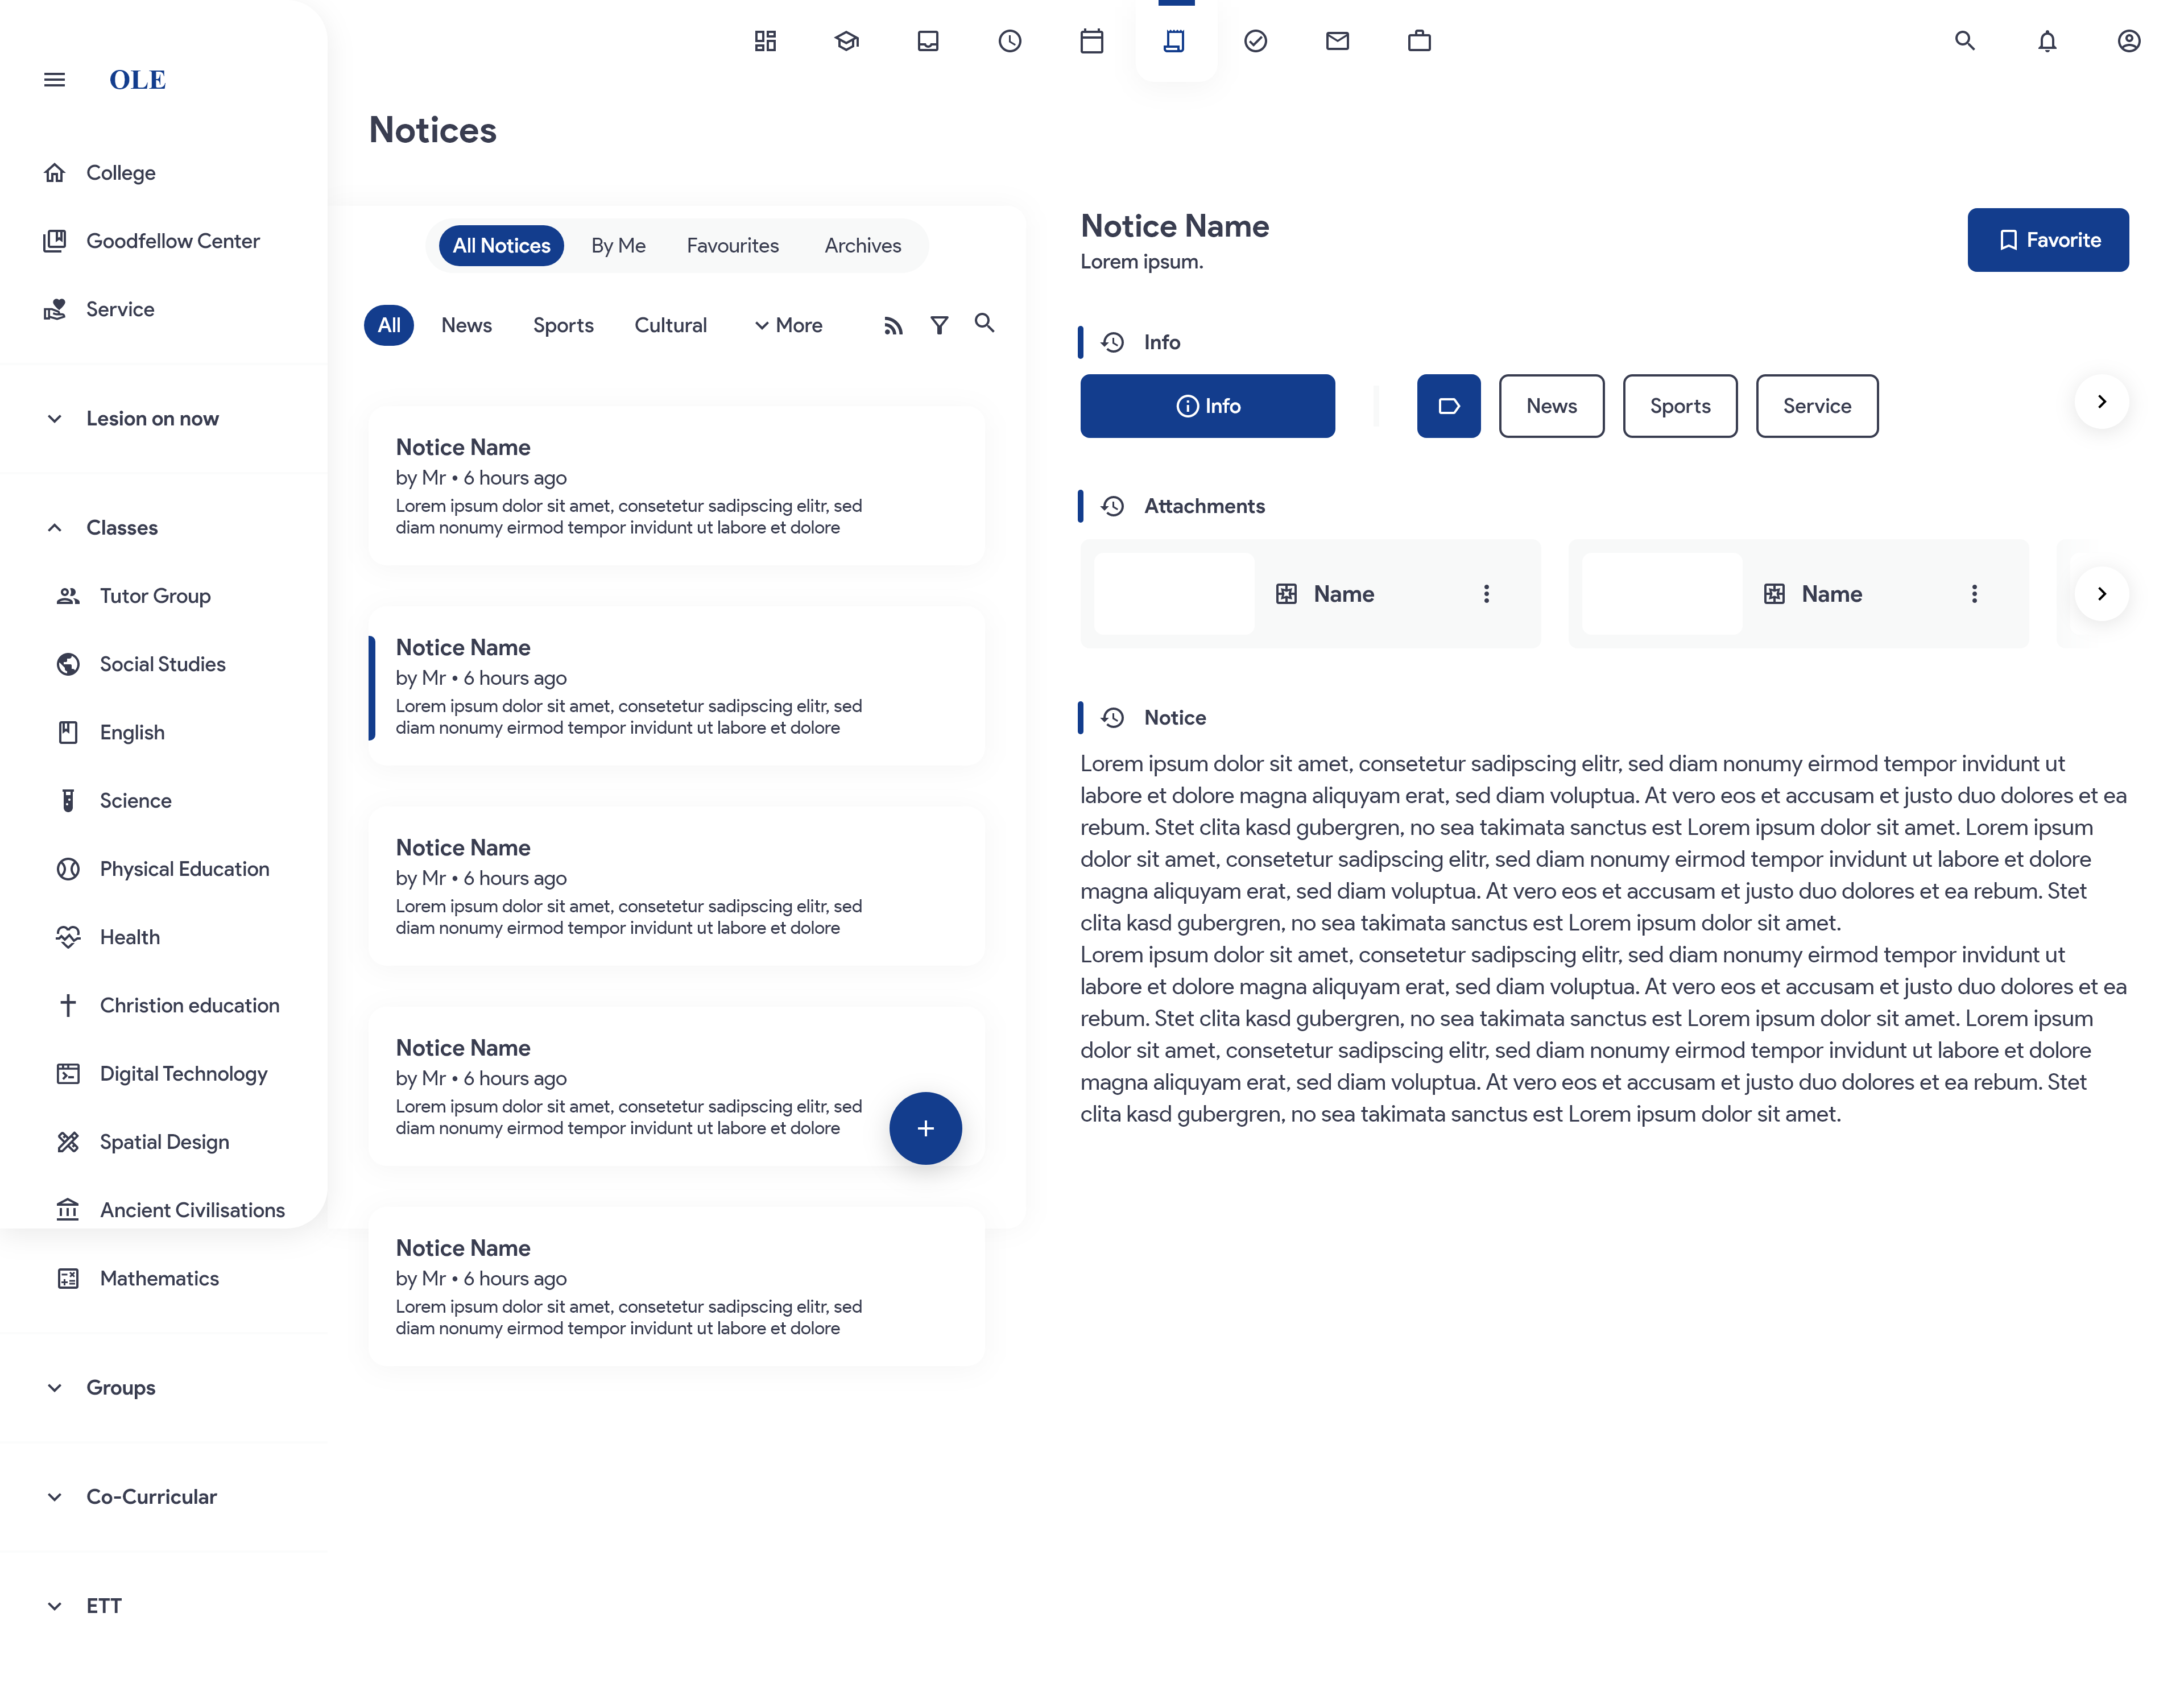 OLE
College
Goodfellow Center
Service
Lesion on now
Classes
Tutor Group
Social Studies
English
Science
Physical Education
Health
Christion education
Digital Technology
Spatial Design
Ancient Civilisations
Mathematics
Groups
Co-Curricular
ETT
Notices
All Notices By Me Favourites Archives
All News Sports Cultural More
Notice Name
by Mr • 6 hours ago
Lorem ipsum dolor sit amet, consetetur sadipscing elitr, sed
diam nonumy eirmod tempor invidunt ut labore et dolore
Notice Name
by Mr • 6 hours ago
Lorem ipsum dolor sit amet, consetetur sadipscing elitr, sed
diam nonumy eirmod tempor invidunt ut labore et dolore
Notice Name
by Mr • 6 hours ago
Lorem ipsum dolor sit amet, consetetur sadipscing elitr, sed
diam nonumy eirmod tempor invidunt ut labore et dolore
Notice Name
by Mr • 6 hours ago
Lorem ipsum dolor sit amet, consetetur sadipscing elitr, sed
diam nonumy eirmod tempor invidunt ut labore et dolore
Notice Name
by Mr • 6 hours ago
Lorem ipsum dolor sit amet, consetetur sadipscing elitr, sed
diam nonumy eirmod tempor invidunt ut labore et dolore
Notice Name
Lorem ipsum.
Favorite
Info
Info News Sports Service
Attachments
Name Name
Notice
Lorem ipsum dolor sit amet, consetetur sadipscing elitr, sed diam nonumy eirmod tempor invidunt ut
labore et dolore magna aliquyam erat, sed diam voluptua. At vero eos et accusam et justo duo dolores et ea
rebum. Stet clita kasd gubergren, no sea takimata sanctus est Lorem ipsum dolor sit amet. Lorem ipsum
dolor sit amet, consetetur sadipscing elitr, sed diam nonumy eirmod tempor invidunt ut labore et dolore
magna aliquyam erat, sed diam voluptua. At vero eos et accusam et justo duo dolores et ea rebum. Stet
clita kasd gubergren, no sea takimata sanctus est Lorem ipsum dolor sit amet.
Lorem ipsum dolor sit amet, consetetur sadipscing elitr, sed diam nonumy eirmod tempor invidunt ut
labore et dolore magna aliquyam erat, sed diam voluptua. At vero eos et accusam et justo duo dolores et ea
rebum. Stet clita kasd gubergren, no sea takimata sanctus est Lorem ipsum dolor sit amet. Lorem ipsum
dolor sit amet, consetetur sadipscing elitr, sed diam nonumy eirmod tempor invidunt ut labore et dolore
magna aliquyam erat, sed diam voluptua. At vero eos et accusam et justo duo dolores et ea rebum. Stet
clita kasd gubergren, no sea takimata sanctus est Lorem ipsum dolor sit amet.